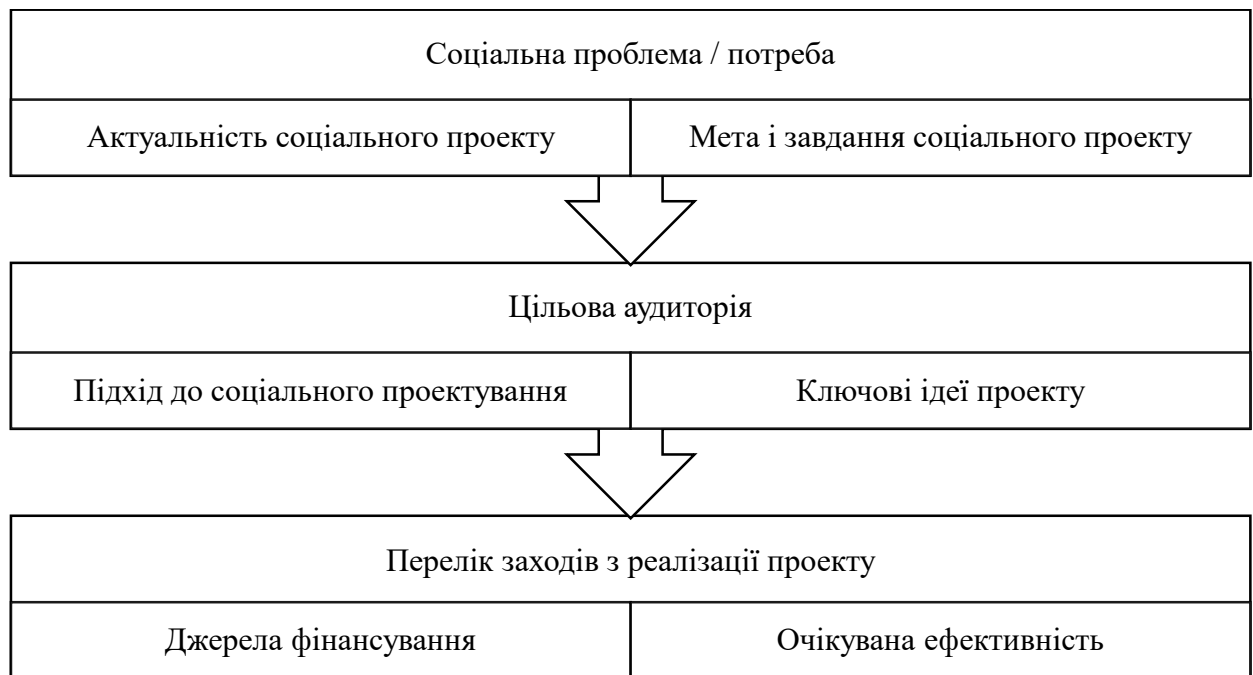 Соціальна проблема / потреба
Актуальність соціального проекту
Мета і завдання соціального проекту
Цільова аудиторія
Підхід до соціального проектування
Ключові ідеї проекту
Перелік заходів з реалізації проекту
Джерела фінансування
Очікувана ефективність